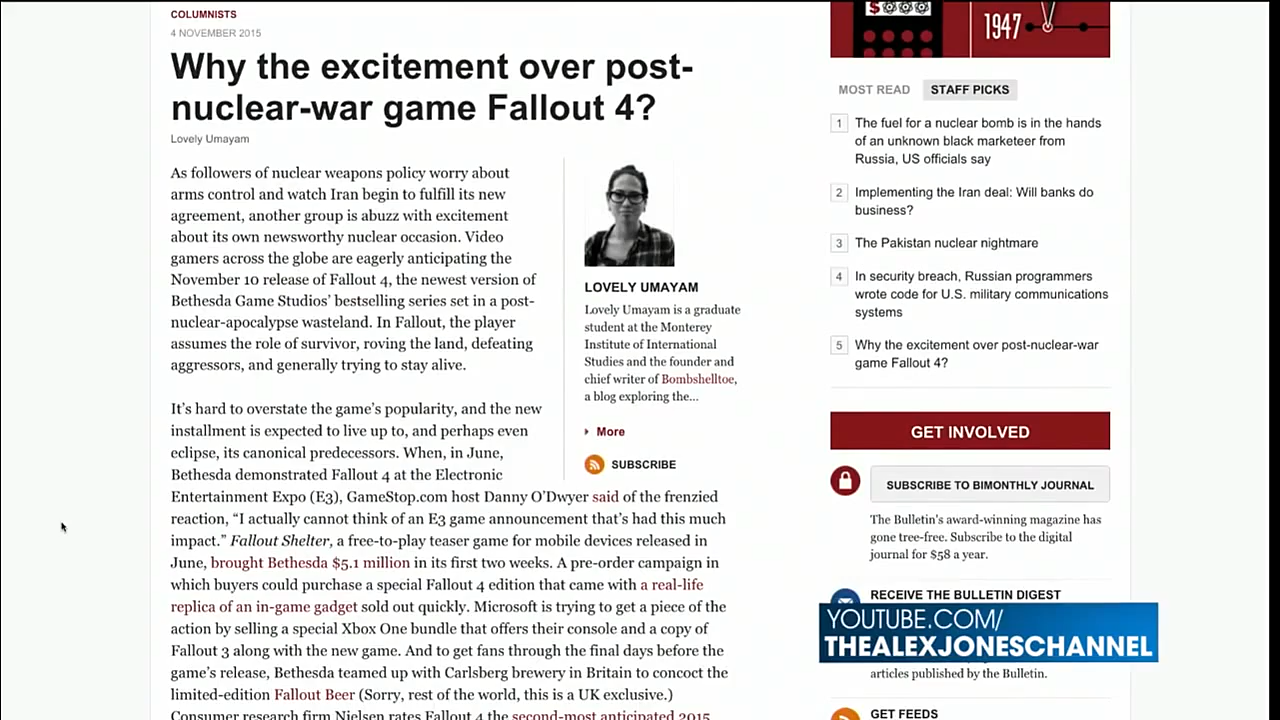 COLUMNISTS
4 NOVEMBER 2015
Why the excitement over post-
nuclear-war game Fallout 4?
Lovely Umayam
As followers of nuclear weapons policy worry about
arms control and watch Iran begin to fulfill its new
agreement, another group is abuzz with excitement
about its own newsworthy nuclear occasion. Video
gamers across the globe are eagerly anticipating the
November 10 release of Fallout 4, the newest version of
Bethesda Game Studios’ bestselling series set in a post-
nuclear-apocalypse wasteland. In Fallout, the player
assumes the role of survivor, roving the land, defeating
aggressors, and generally trying to stay alive.
It’s hard to overstate the game’s popularity, and the new
installment is expected to live up to, and perhaps even
eclipse, its canonical predecessors. When, in June,
Bethesda demonstrated Fallout 4 at the Electronic
Entertainment Expo (E3), GameStop.com host Danny O’Dwyer said of the frenzied
reaction, “I actually cannot think of an E3 game announcement that’s had this much
impact.” Fallout Shelter, a free-to-play teaser game for mobile devices released in
June, brought Bethesda $5.1 million in its first two weeks. A pre-order campaign in
which buyers could purchase a special Fallout 4 edition that came with a real-life
replica of an in-game gadget sold out quickly. Microsoft is trying to get a piece of the
action by selling a special Xbox One bundle that offers their console and a copy of
Fallout 3 along with the new game. And to get fans through the final days before the
game’s release, Bethesda teamed up with Carlsberg brewery in Britain to concoct the
limited-edition Fallout Beer (Sorry, rest of the world, this is a UK exclusive.)
Consumer research firm Nielsen rates Fallout 4 the second-most anticipated 2015
LOVELY UMAYAM
Lovely Umayam is a graduate
student at the Monterey
Institute of International
Studies and the founder and
chief writer of Bombshelltoe,
a blog exploring the...
More
SUBSCRIBE
1947
MOST READ STAFF PICKS
1 The fuel for a nuclear bomb is in the hands
of an unknown black marketeer from
Russia, US officials say
2 Implementing the Iran deal: Will banks do
business?
3 The Pakistan nuclear nightmare
4 In security breach, Russian programmers
wrote code for U.S. military communications
systems
5 Why the excitement over post-nuclear-war
game Fallout 4?
GET INVOLVED
SUBSCRIBE TO BIMONTHLY JOURNAL
The Bulletin's award-winning magazine has
gone tree-free. Subscribe to the digital
journal for $58 a year.
RECEIVE THE BULLETIN DIGEST
YOUTUBE.COM/
THEALEXJONESCHANNEL
articles published by the Bulletin.
GET FEEDS